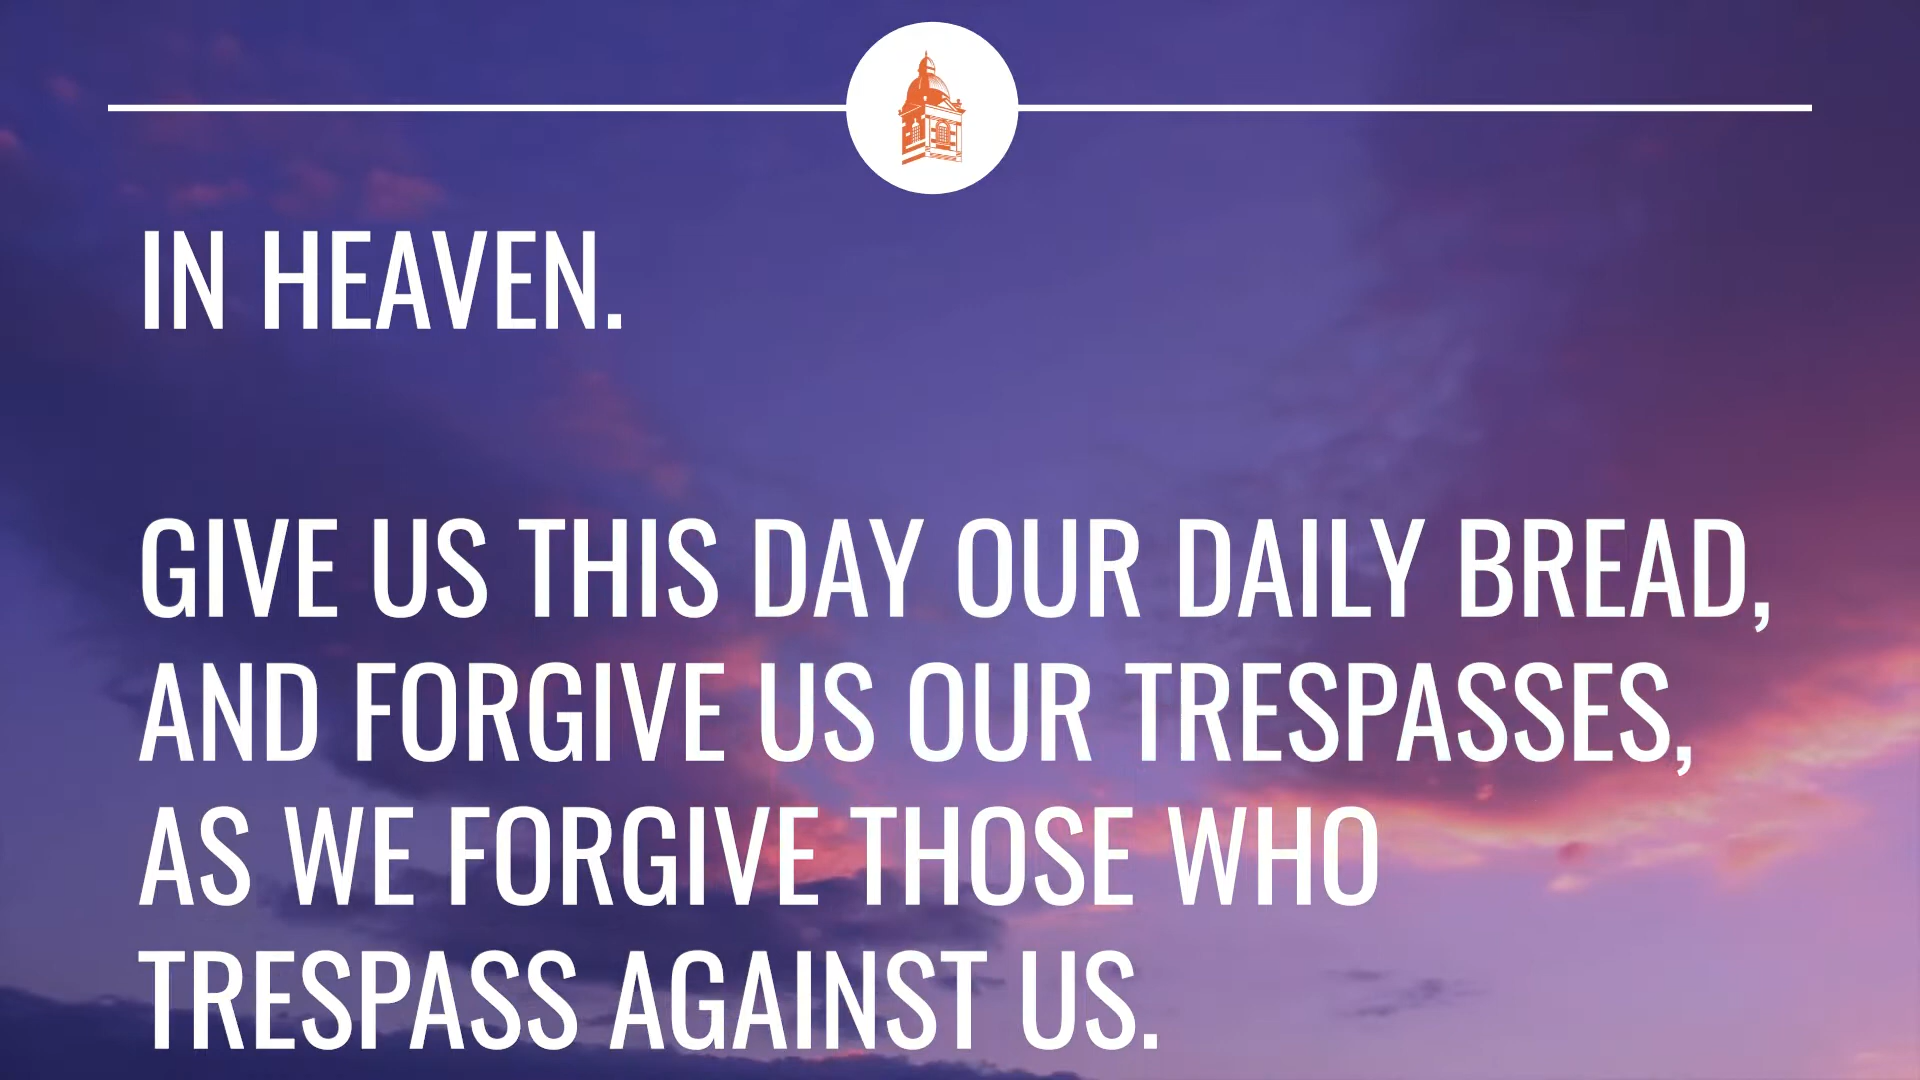 IN HEAVEN.
GIVE US THIS DAY OUR DAILY BREAD,
AND FORGIVE US OUR TRESPASSES,
AS WE FORGIVE THOSE WHO
TRESPASS AGAINST US.